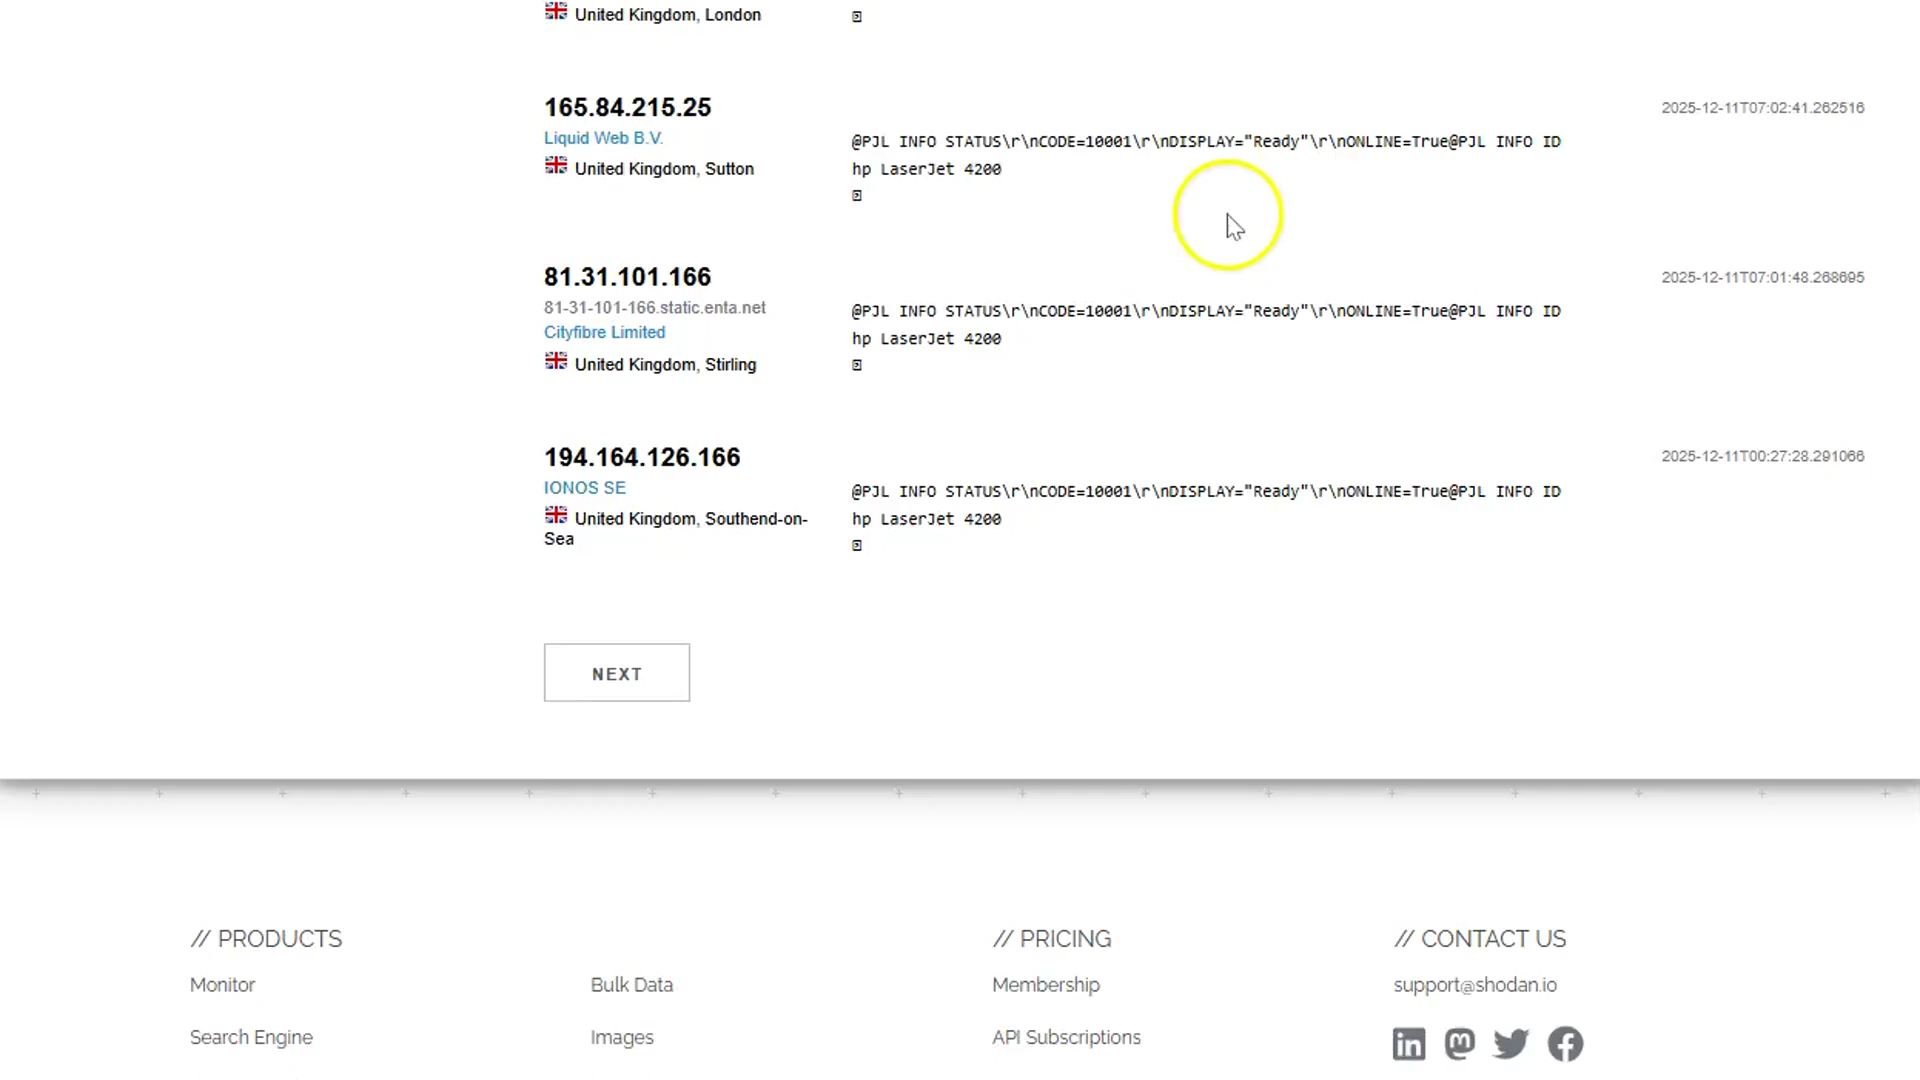 United Kingdom, London
165.84.215.25
2025-12-11T07:02:41.262516
Liquid Web B.V.
United Kingdom, Sutton
@PJL INFO STATUS\r\nCODE=10001\r\nDISPLAY="Ready"\r\nONLINE=True@PJL INFO ID
hp LaserJet 4200
81.31.101.166
2025-12-11T07:01:48.268695
81-31-101-166.static.enta.net
Cityfibre Limited
United Kingdom, Stirling
@PJL INFO STATUS\r\nCODE=10001\r\nDISPLAY="Ready"\r\nONLINE=True@PJL INFO ID
hp LaserJet 4200
194.164.126.166
2025-12-11T00:27:28.291066
IONOS SE
United Kingdom, Southend-on-
Sea
@PJL INFO STATUS\r\nCODE=10001\r\nDISPLAY="Ready"\r\nONLINE=True@PJL INFO ID
hp LaserJet 4200
NEXT
// PRODUCTS
Monitor
Search Engine
Bulk Data
Images
// PRICING
Membership
API Subscriptions
// CONTACT US
support@shodan.io